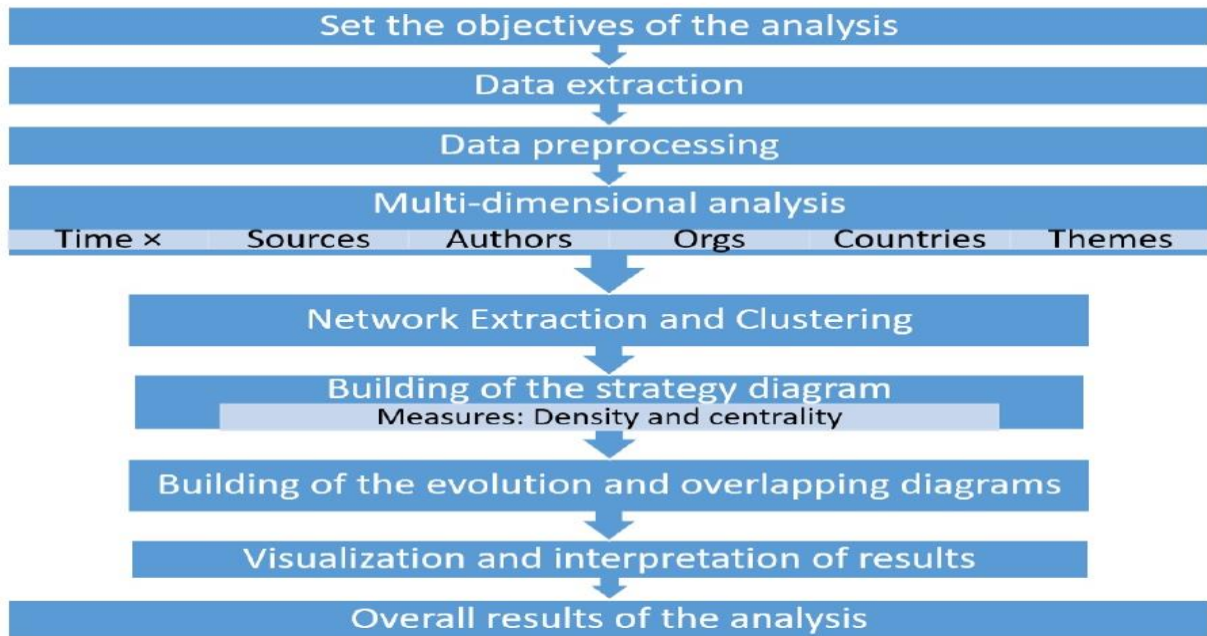 Set the objectives of the analysis
Data extraction
Data preprocessing
Multi-dimensional analysis
Time × Sources Authors Orgs Countries Themes
Network Extraction and Clustering
Building of the strategy diagram
Measures: Density and centrality
Building of the evolution and overlapping diagrams
Visualization and interpretation of results
Overall results of the analysis